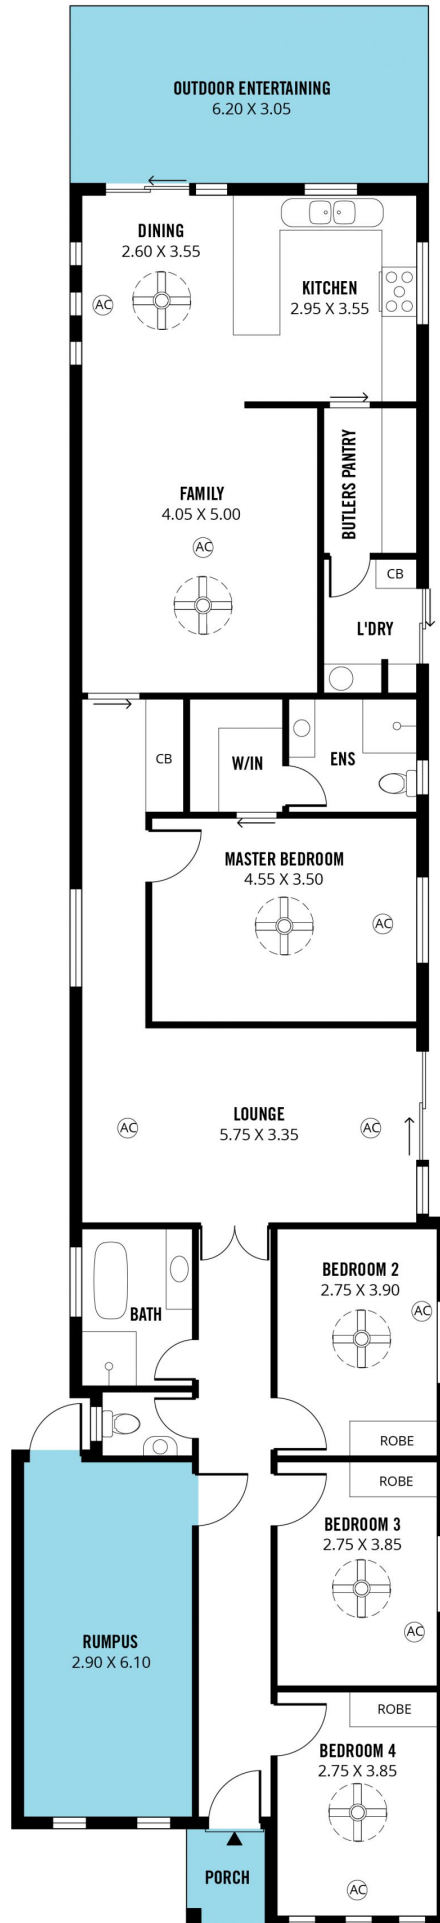 OUTDOOR ENTERTAINING
6.20 X 3.05
DINING
2.60 X 3.55
KITCHEN
2.95 X 3.55
AC
BUTLERS PANTRY
FAMILY
4.05 X 5.00
AC
CB
L'DRY
CB
W/IN
ENS
MASTER BEDROOM
4.55 X 3.50
AC
LOUNGE
5.75 X 3.35
AC
AC
BATH
BEDROOM 2
2.75 X 3.90
AC
ROBE
ROBE
BEDROOM 3
2.75 X 3.85
AC
RUMPUS
2.90 X 6.10
ROBE
BEDROOM 4
2.75 X 3.85
AC
PORCH